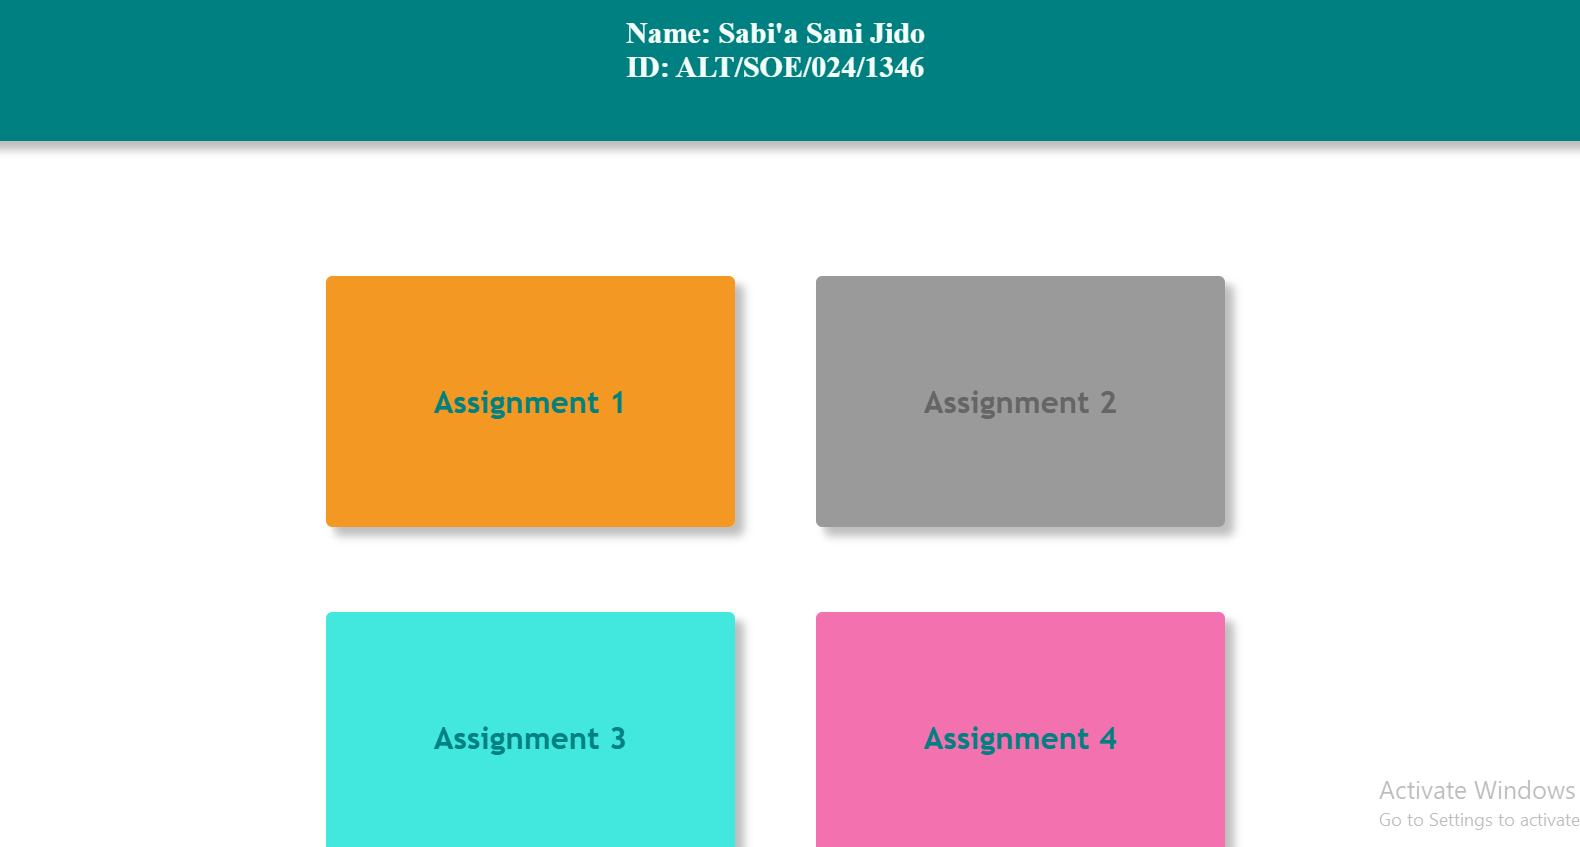 Name: Sabi'a Sani Jido
ID: ALT/SOE/024/1346
Assignment 1
Assignment 2
Assignment 3
Assignment 4
Activate Windows
Go to Settings to activate